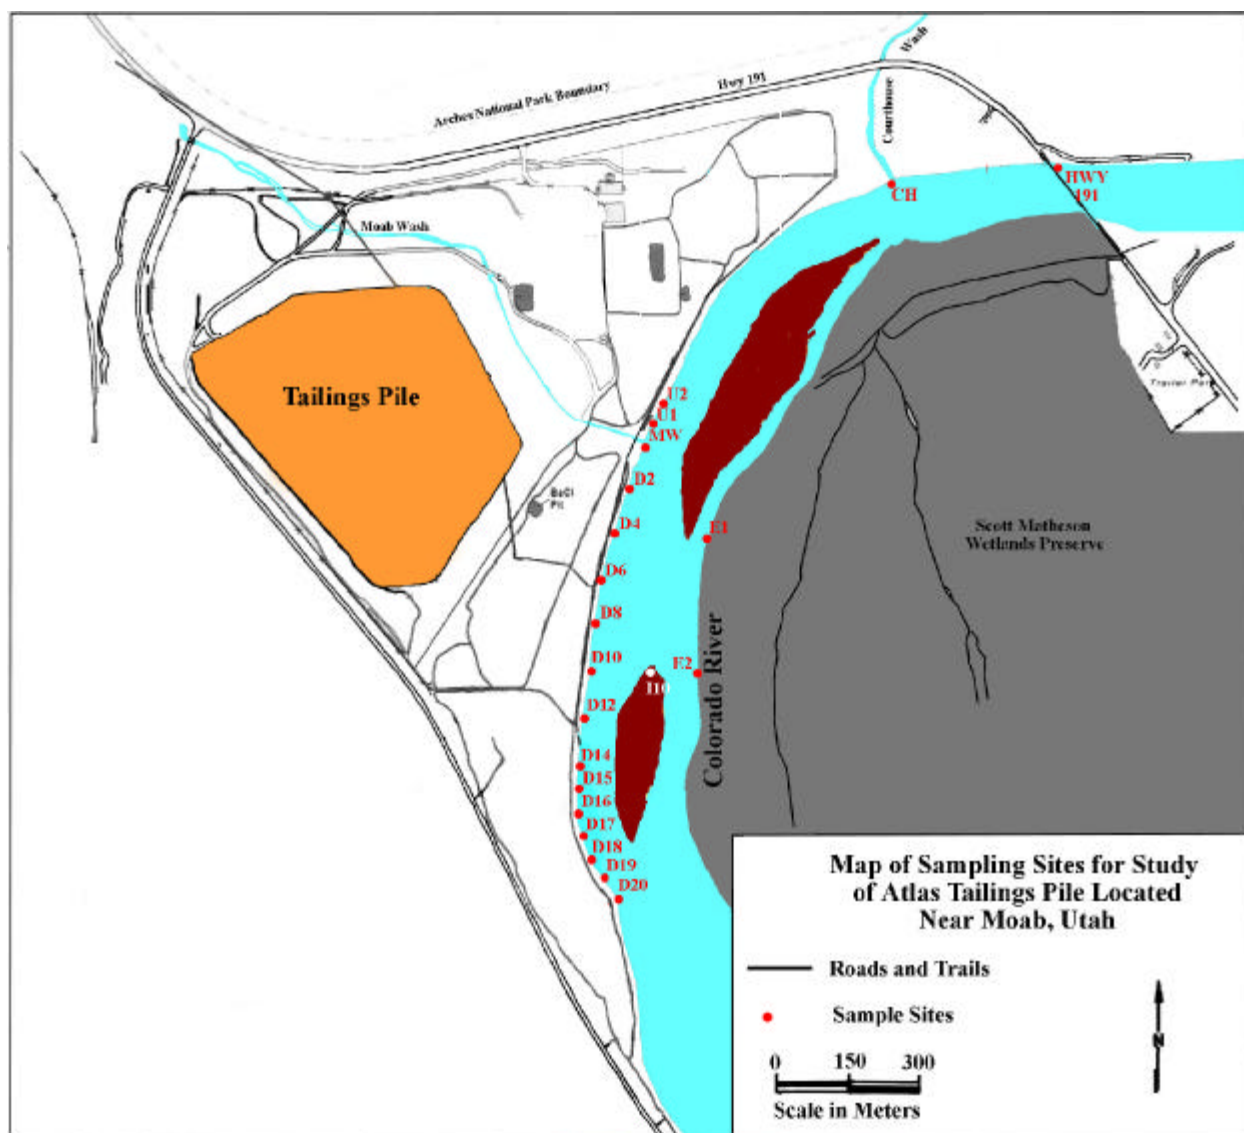 Wash
Courthouse
Hwy 191
Arches National Park Boundary
HWY
191
CH
Moab Wash
Tailings Pile
U2
U1
MW
D2
BaCl
Pit
D4
E1
Scott Matheson
Wetlands Preserve
D6
D8
D10
E2
I10
Colorado River
D12
D14
D15
D16
D17
D18
D19
D20
Map of Sampling Sites for Study
of Atlas Tailings Pile Located
Near Moab, Utah
Roads and Trails
Sample Sites
N
0 150 300
Scale in Meters